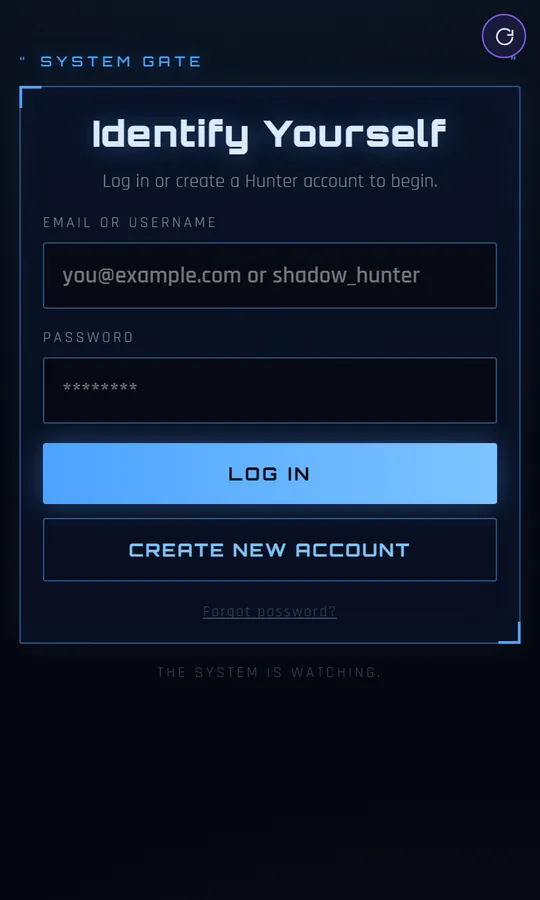 “ SYSTEM GATE ”
Identify Yourself
Log in or create a Hunter account to begin.
EMAIL OR USERNAME
you@example.com or shadow_hunter
PASSWORD
********
LOG IN
CREATE NEW ACCOUNT
Forgot password?
THE SYSTEM IS WATCHING.